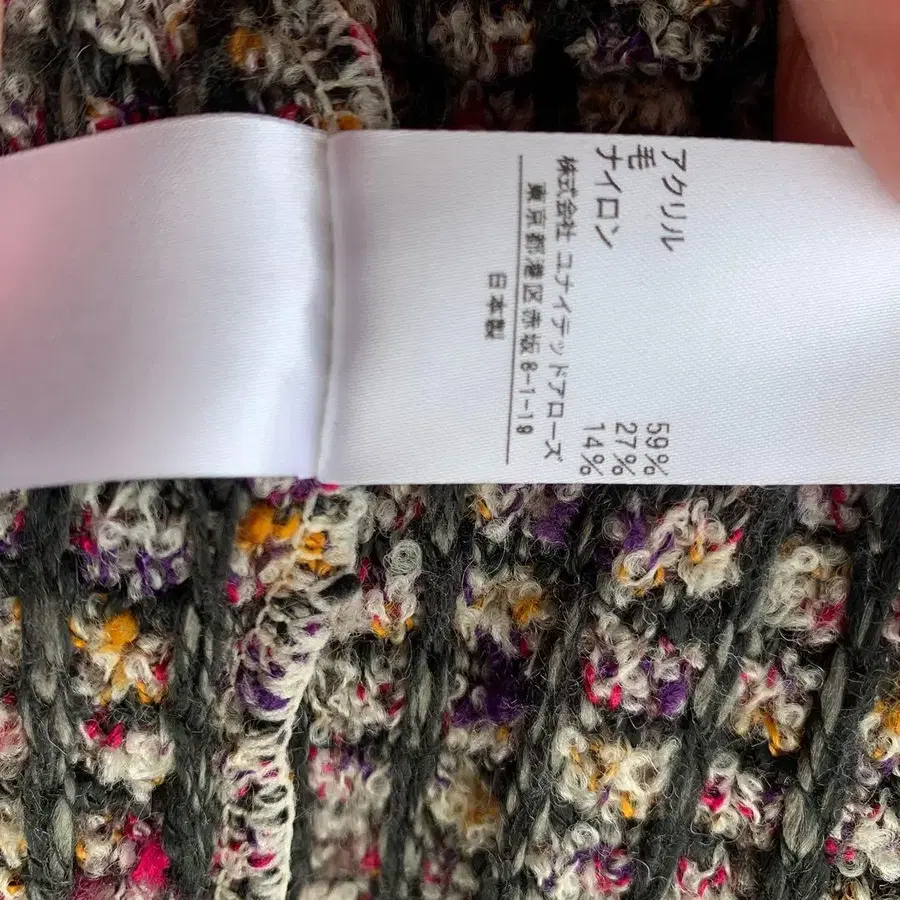 アクリル 59%
毛 27%
ナイロン 14%
株式会社 ユナイテッドアローズ
東京都港区赤坂8-1-19
日本製